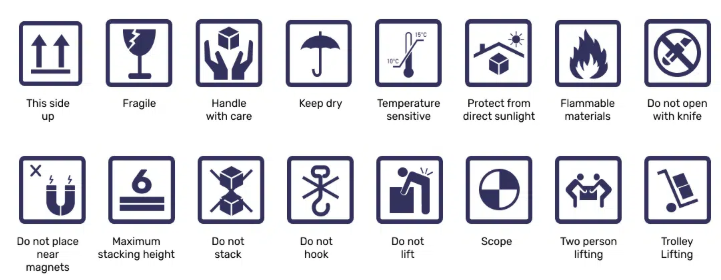 15°C
10°C
This side
up
Fragile
Handle
with care
Keep dry
Temperature
sensitive
Protect from
direct sunlight
Flammable
materials
Do not open
with knife
6
Do not place
near
magnets
Maximum
stacking height
Do not
stack
Do not
hook
Do not
lift
Scope
Two person
lifting
Trolley
Lifting